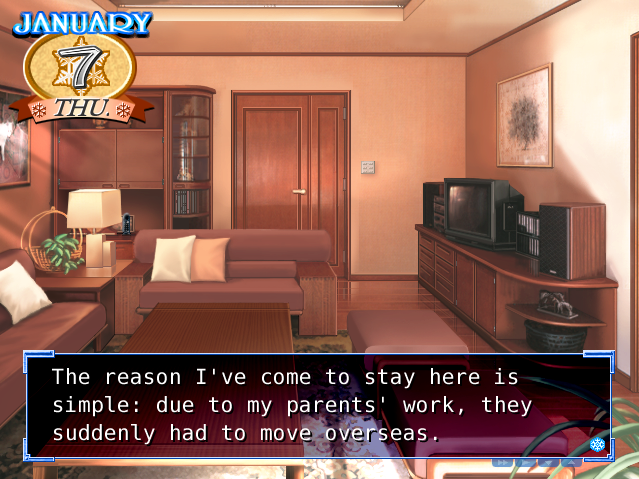 JANUARY
7
THU.
The reason I've come to stay here is
simple: due to my parents' work, they
suddenly had to move overseas.